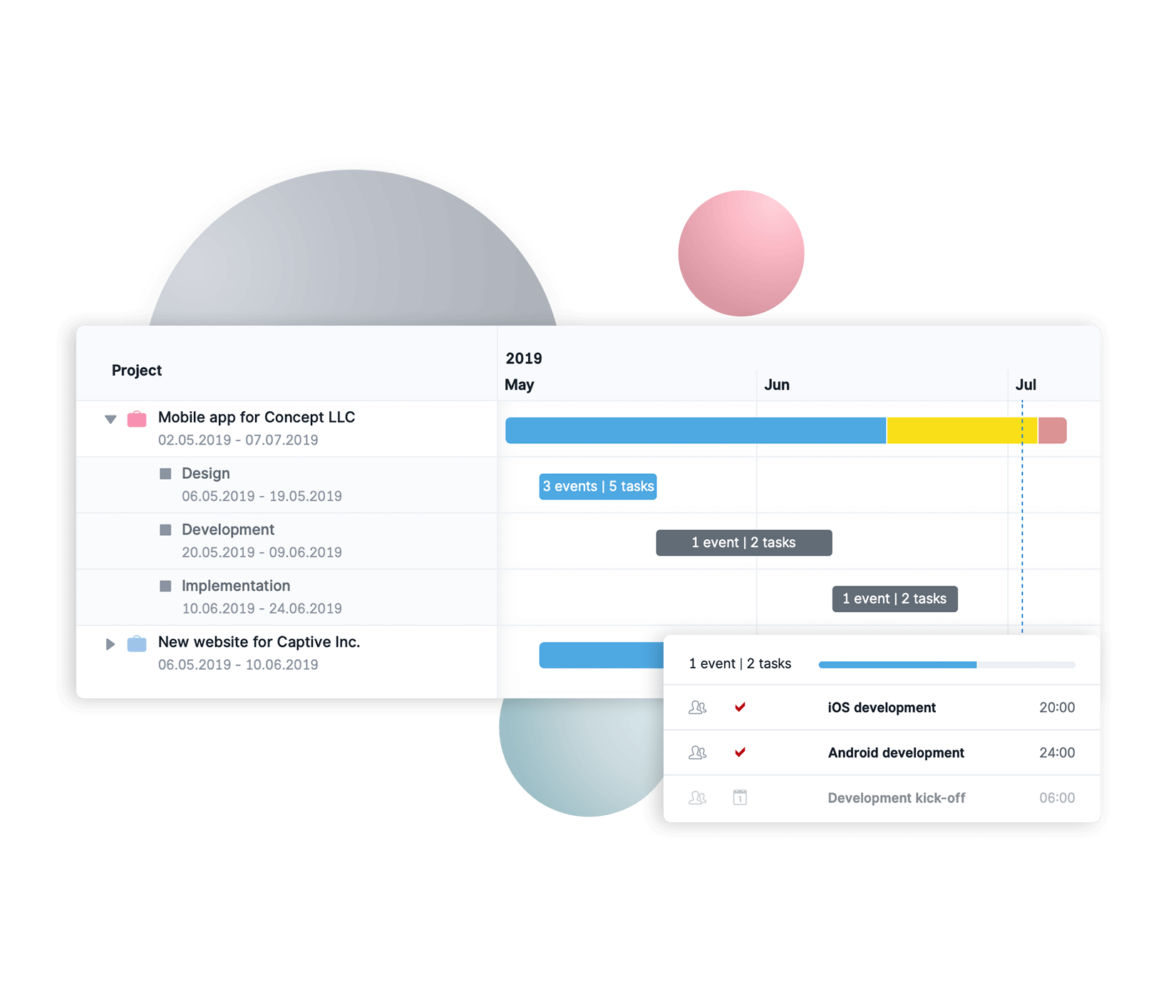 2019
Project
May
Jun
Jul
Mobile app for Concept LLC
02.05.2019 - 07.07.2019
Design
06.05.2019 - 19.05.2019
3 events | 5 tasks
Development
20.05.2019 - 09.06.2019
1 event | 2 tasks
Implementation
10.06.2019 - 24.06.2019
1 event | 2 tasks
New website for Captive Inc.
06.05.2019 - 10.06.2019
1 event | 2 tasks
iOS development 20:00
Android development 24:00
1 Development kick-off 06:00